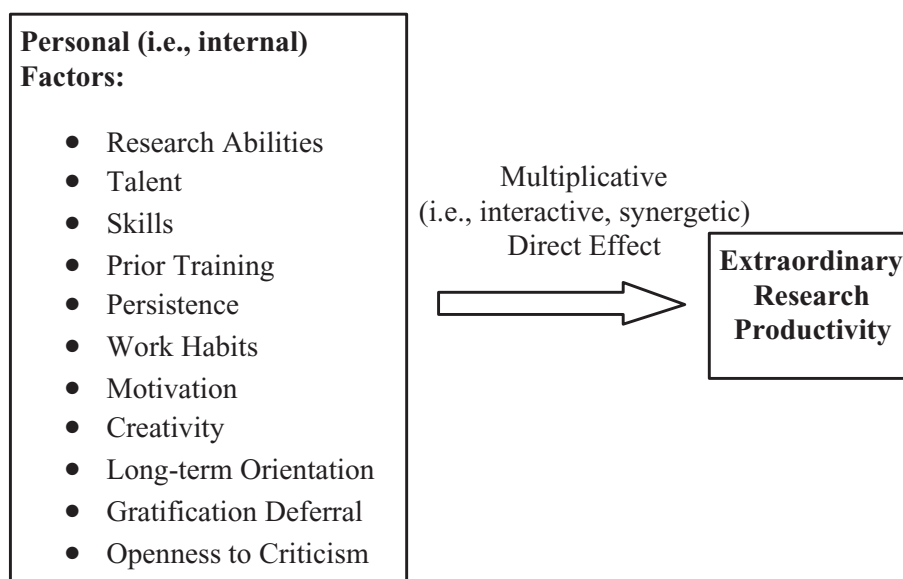 Personal (i.e., internal)
Factors:
• Research Abilities
• Talent
• Skills
• Prior Training
• Persistence
• Work Habits
• Motivation
• Creativity
• Long-term Orientation
• Gratification Deferral
• Openness to Criticism
Multiplicative
(i.e., interactive, synergetic)
Direct Effect
Extraordinary
Research
Productivity